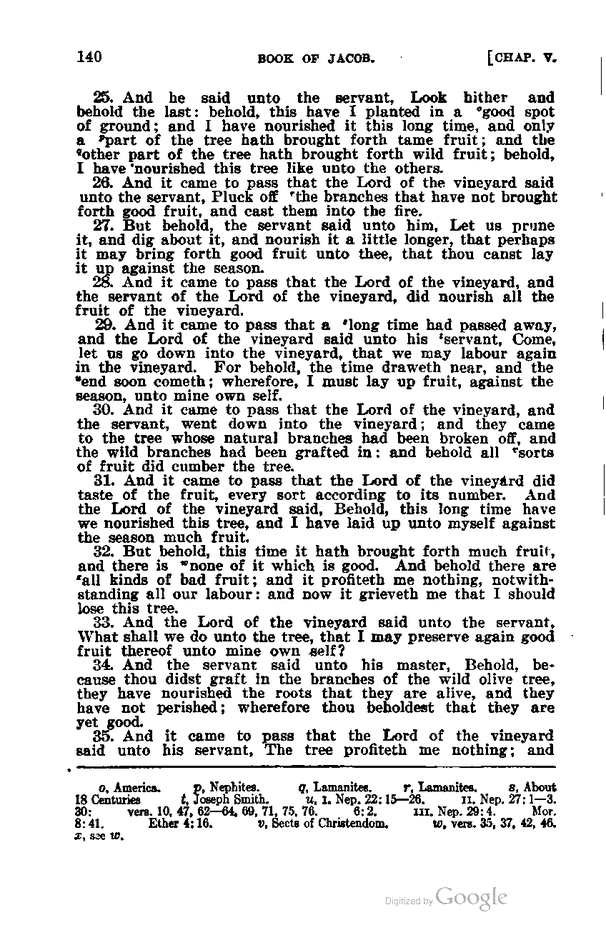 140 BOOK OF JACOB. [CHAP. V.
25. And he said unto the servant, Look hither and
behold the last: behold, this have I planted in a °good spot
of ground; and I have nourished it this long time, and only
a ᵖpart of the tree hath brought forth tame fruit; and the
ᑫother part of the tree hath brought forth wild fruit; behold,
I have nourished this tree like unto the others.
26. And it came to pass that the Lord of the vineyard said
unto the servant, Pluck off ʳthe branches that have not brought
forth good fruit, and cast them into the fire.
27. But behold, the servant said unto him, Let us prune
it, and dig about it, and nourish it a little longer, that perhaps
it may bring forth good fruit unto thee, that thou canst lay
it up against the season.
28. And it came to pass that the Lord of the vineyard, and
the servant of the Lord of the vineyard, did nourish all the
fruit of the vineyard.
29. And it came to pass that a ˢlong time had passed away,
and the Lord of the vineyard said unto his ᵗservant, Come,
let us go down into the vineyard, that we may labour again
in the vineyard. For behold, the time draweth near, and the
ᵘend soon cometh; wherefore, I must lay up fruit, against the
season, unto mine own self.
30. And it came to pass that the Lord of the vineyard, and
the servant, went down into the vineyard; and they came
to the tree whose natural branches had been broken off, and
the wild branches had been grafted in: and behold all ᵛsorts
of fruit did cumber the tree.
31. And it came to pass that the Lord of the vineyard did
taste of the fruit, every sort according to its number. And
the Lord of the vineyard said, Behold, this long time have
we nourished this tree, and I have laid up unto myself against
the season much fruit.
32. But behold, this time it hath brought forth much fruit,
and there is ʷnone of it which is good. And behold there are
ˣall kinds of bad fruit; and it profiteth me nothing, notwith-
standing all our labour: and now it grieveth me that I should
lose this tree.
33. And the Lord of the vineyard said unto the servant,
What shall we do unto the tree, that I may preserve again good
fruit thereof unto mine own self?
34. And the servant said unto his master, Behold, be-
cause thou didst graft in the branches of the wild olive tree,
they have nourished the roots that they are alive, and they
have not perished; wherefore thou beholdest that they are
yet good.
35. And it came to pass that the Lord of the vineyard
said unto his servant, The tree profiteth me nothing; and
o, America. p, Nephites. q, Lamanites. r, Lamanites. s, About
18 Centuries t, Joseph Smith. u, I. Nep. 22: 15—26. II. Nep. 27: 1—3.
30: vers. 10, 47, 62—64, 69, 71, 75, 76. 6: 2. III. Nep. 29: 4. Mor.
8: 41. Ether 4: 16. v, Sects of Christendom. w, vers. 35, 37, 42, 46.
x, see w.
Digitized by Google